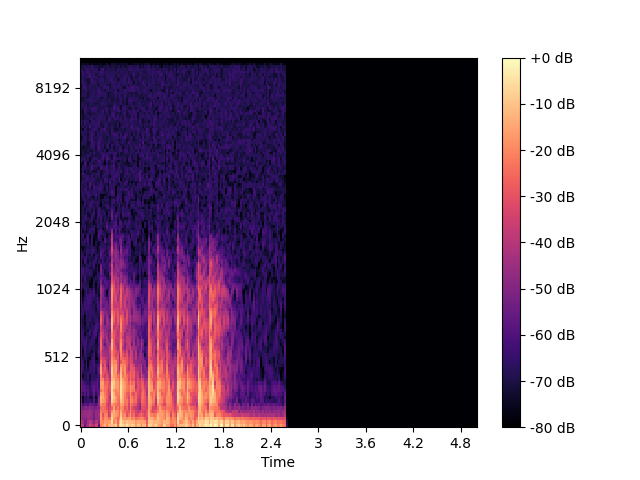 +0 dB
8192
-10 dB
4096
-20 dB
-30 dB
2048
Hz
-40 dB
1024
-50 dB
512
-60 dB
-70 dB
0
-80 dB
0 0.6 1.2 1.8 2.4 3 3.6 4.2 4.8
Time